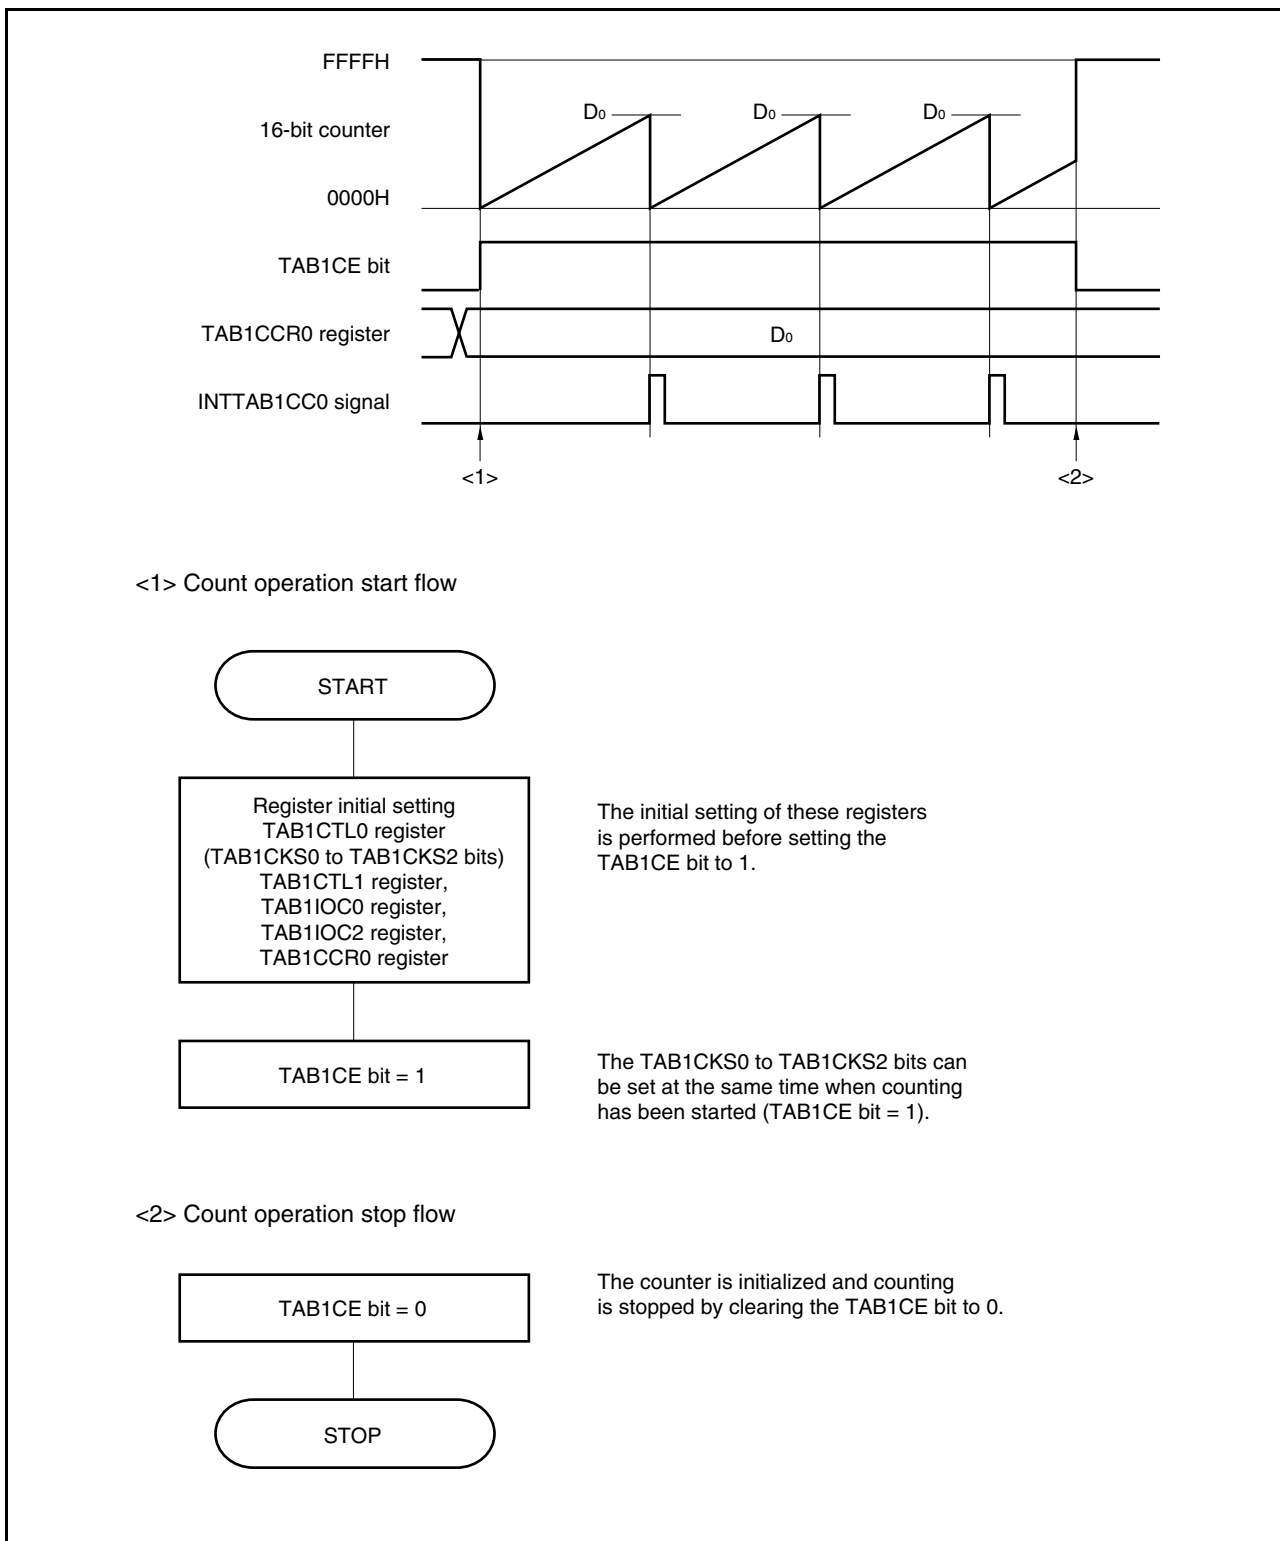 FFFFH
D0 D0 D0
16-bit counter
0000H
TAB1CE bit
TAB1CCR0 register D0
INTTAB1CC0 signal
<1> <2>
<1> Count operation start flow
START
Register initial setting
TAB1CTL0 register
(TAB1CKS0 to TAB1CKS2 bits)
TAB1CTL1 register,
TAB1IOC0 register,
TAB1IOC2 register,
TAB1CCR0 register
The initial setting of these registers
is performed before setting the
TAB1CE bit to 1.
TAB1CE bit = 1
The TAB1CKS0 to TAB1CKS2 bits can
be set at the same time when counting
has been started (TAB1CE bit = 1).
<2> Count operation stop flow
TAB1CE bit = 0
The counter is initialized and counting
is stopped by clearing the TAB1CE bit to 0.
STOP